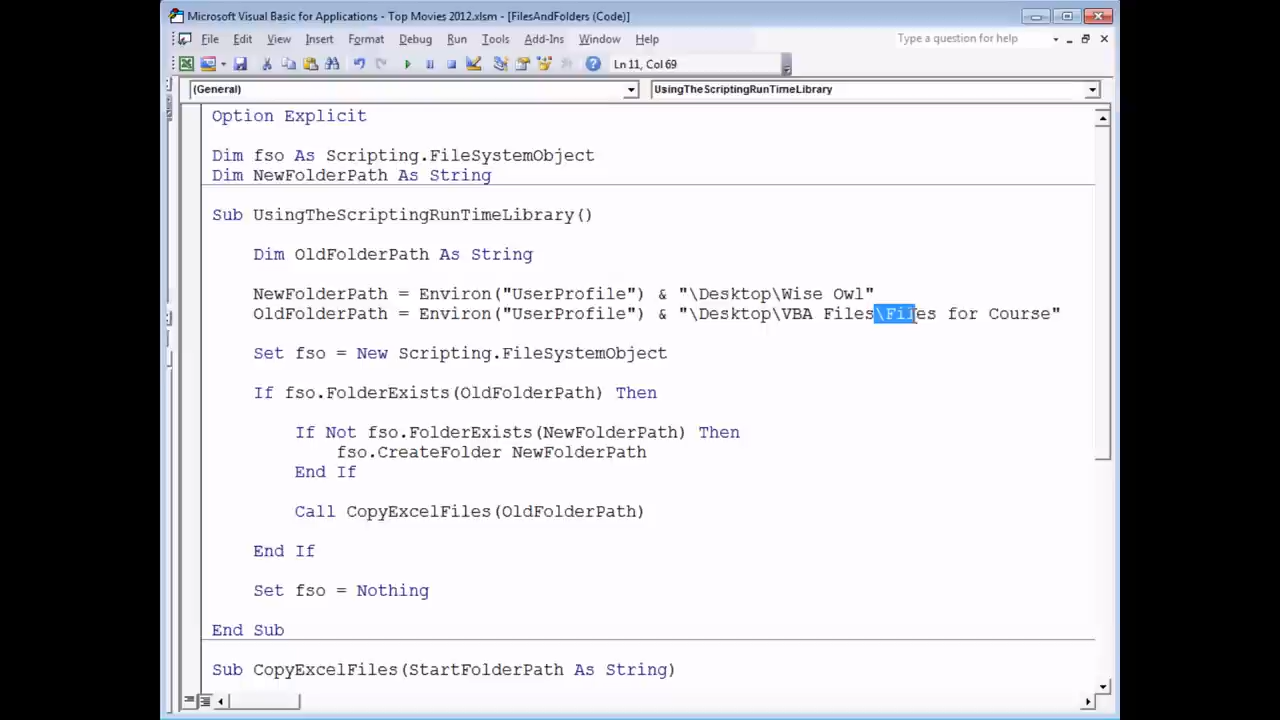 Microsoft Visual Basic for Applications - Top Movies 2012.xlsm - [FilesAndFolders (Code)]
File Edit View Insert Format Debug Run Tools Add-Ins Window Help Type a question for help
Ln 11, Col 69
(General) UsingTheScriptingRunTimeLibrary
Option Explicit
Dim fso As Scripting.FileSystemObject
Dim NewFolderPath As String
Sub UsingTheScriptingRunTimeLibrary()
Dim OldFolderPath As String
NewFolderPath = Environ("UserProfile") & "\Desktop\Wise Owl"
OldFolderPath = Environ("UserProfile") & "\Desktop\VBA Files\Files for Course"
Set fso = New Scripting.FileSystemObject
If fso.FolderExists(OldFolderPath) Then
If Not fso.FolderExists(NewFolderPath) Then
fso.CreateFolder NewFolderPath
End If
Call CopyExcelFiles(OldFolderPath)
End If
Set fso = Nothing
End Sub
Sub CopyExcelFiles(StartFolderPath As String)